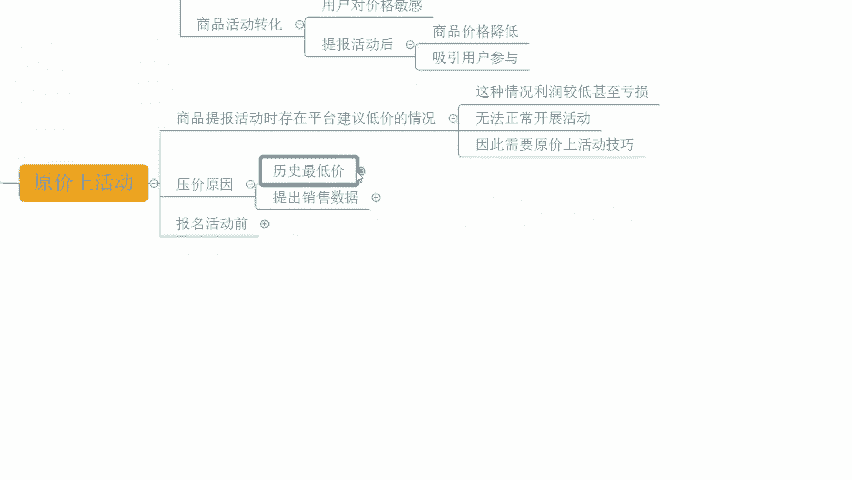 用户对价格敏感
商品活动转化
提报活动后
商品价格降低
吸引用户参与
商品提报活动时存在平台建议低价的情况
这种情况利润较低甚至亏损
无法正常开展活动
因此需要原价上活动技巧
原价上活动
压价原因
历史最低价
提出销售数据
报名活动前